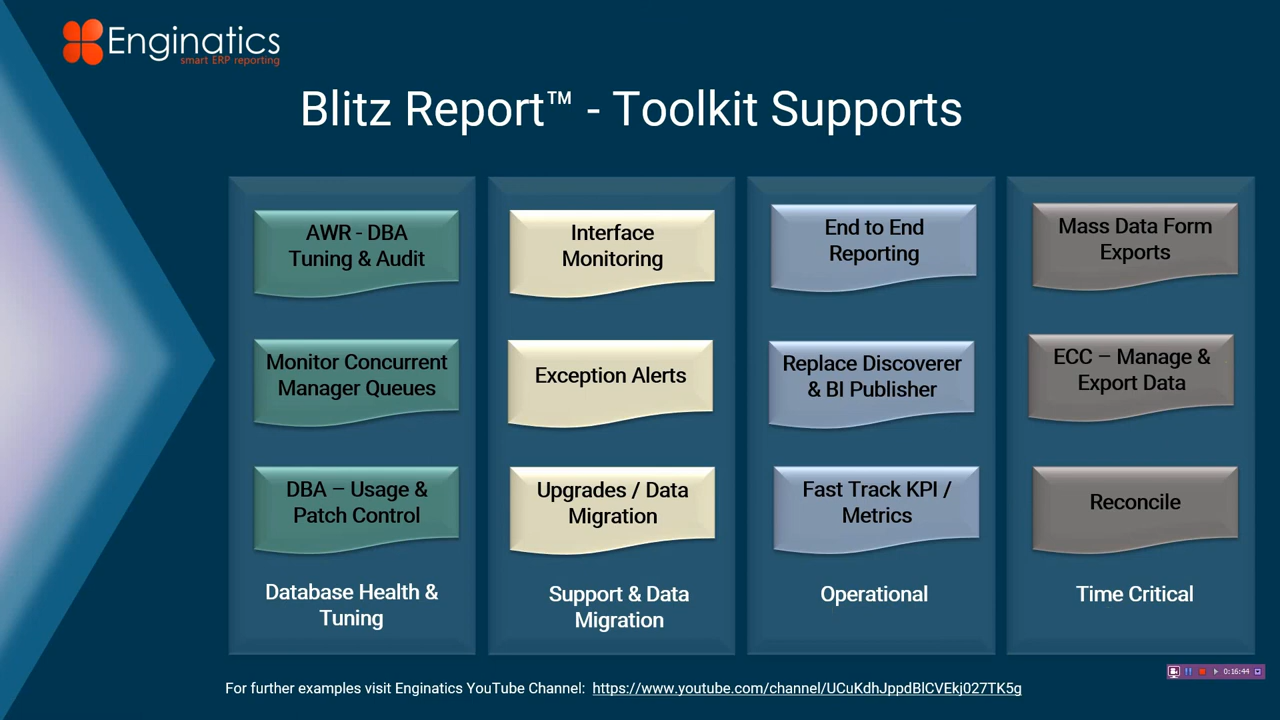 Enginatics
smart ERP reporting
Blitz Report™ - Toolkit Supports
AWR - DBA
Tuning & Audit
Monitor Concurrent
Manager Queues
DBA – Usage &
Patch Control
Database Health &
Tuning
Interface
Monitoring
Exception Alerts
Upgrades / Data
Migration
Support & Data
Migration
End to End
Reporting
Replace Discoverer
& BI Publisher
Fast Track KPI /
Metrics
Operational
Mass Data Form
Exports
ECC – Manage &
Export Data
Reconcile
Time Critical
0:16:44
For further examples visit Enginatics YouTube Channel: https://www.youtube.com/channel/UCuKdhJppdBlCVEkj027TK5g